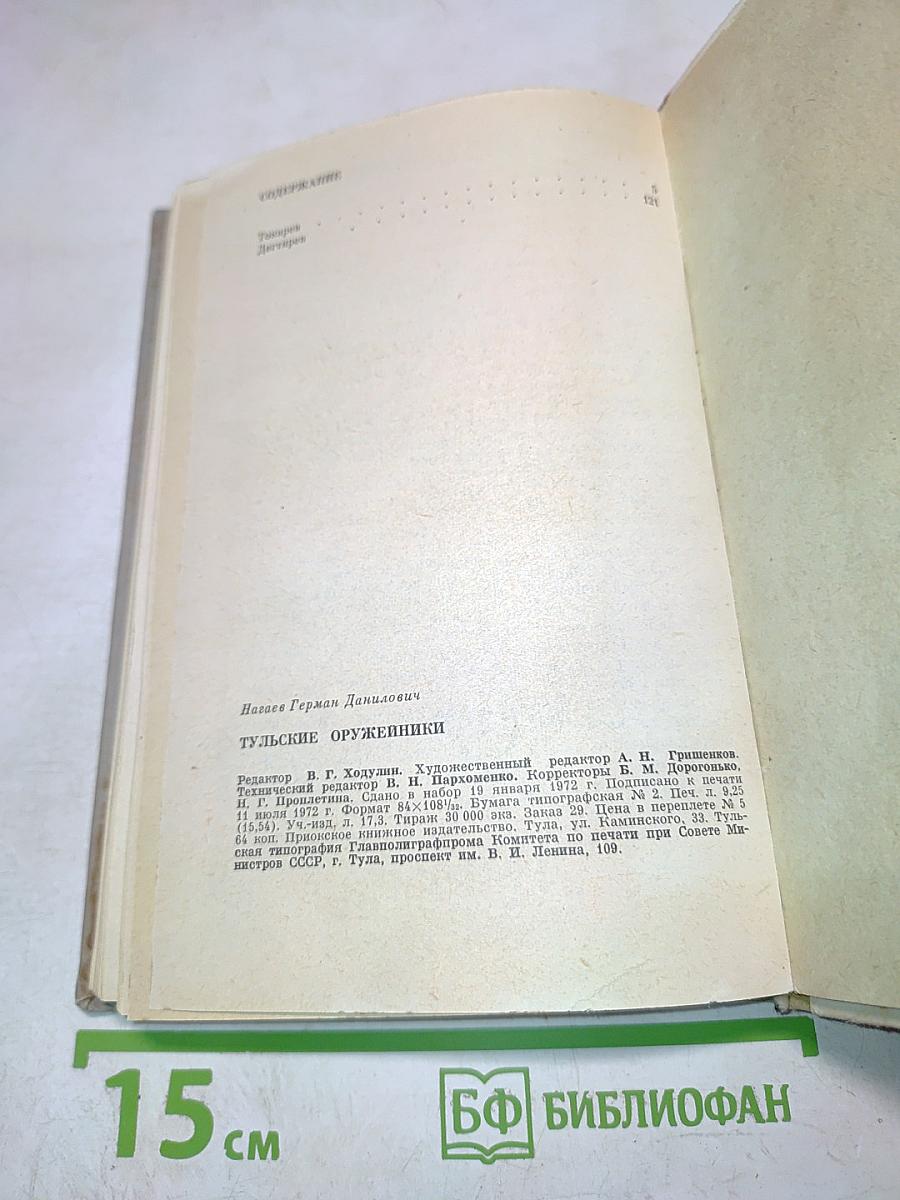 СОДЕРЖАНИЕ
Токарев . . . . . . . . . . . . . . 5
Дегтярев . . . . . . . . . . . . . . 121
Нагаев Герман Данилович
ТУЛЬСКИЕ ОРУЖЕЙНИКИ
Редактор В. Г. Ходулин. Художественный редактор А. Н. Гришенков.
Технический редактор В. Н. Пархоменко. Корректоры Б. М. Дорогонько,
Н. Г. Проплетина. Сдано в набор 19 января 1972 г. Подписано к печати
11 июля 1972 г. Формат 84×108¹/₃₂. Бумага типографская № 2. Печ. л. 9,25
(15,54). Уч.-изд. л. 17,3. Тираж 30 000 экз. Заказ 29. Цена в переплете № 5
64 коп. Приокское книжное издательство. Тула, ул. Каминского, 33. Туль-
ская типография Главполиграфпрома Комитета по печати при Совете Ми-
нистров СССР, г. Тула, проспект им. В. И. Ленина, 109.
15 см
БФ БИБЛИОФАН